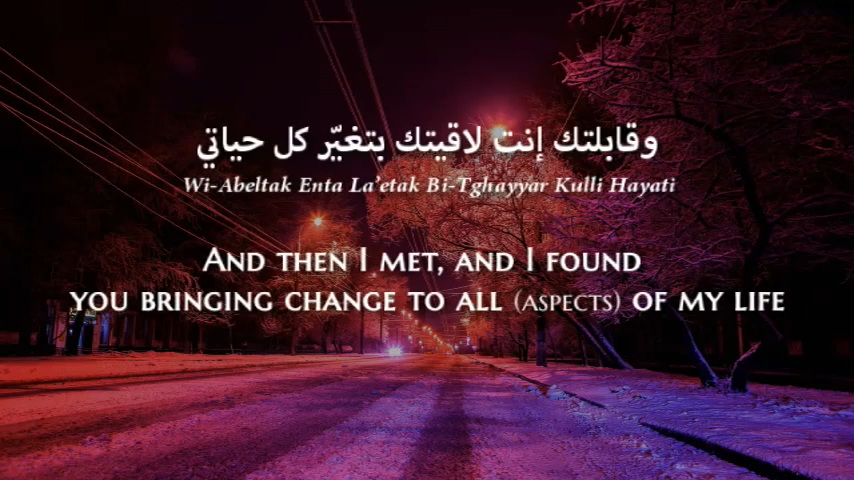 وقابلتك إنت لاقيتك بتغيّر كل حياتي
Wi-Abeltak Enta La'etak Bi-Tghayyar Kulli Hayati
And then I met, and I found
you bringing change to all (aspects) of my life